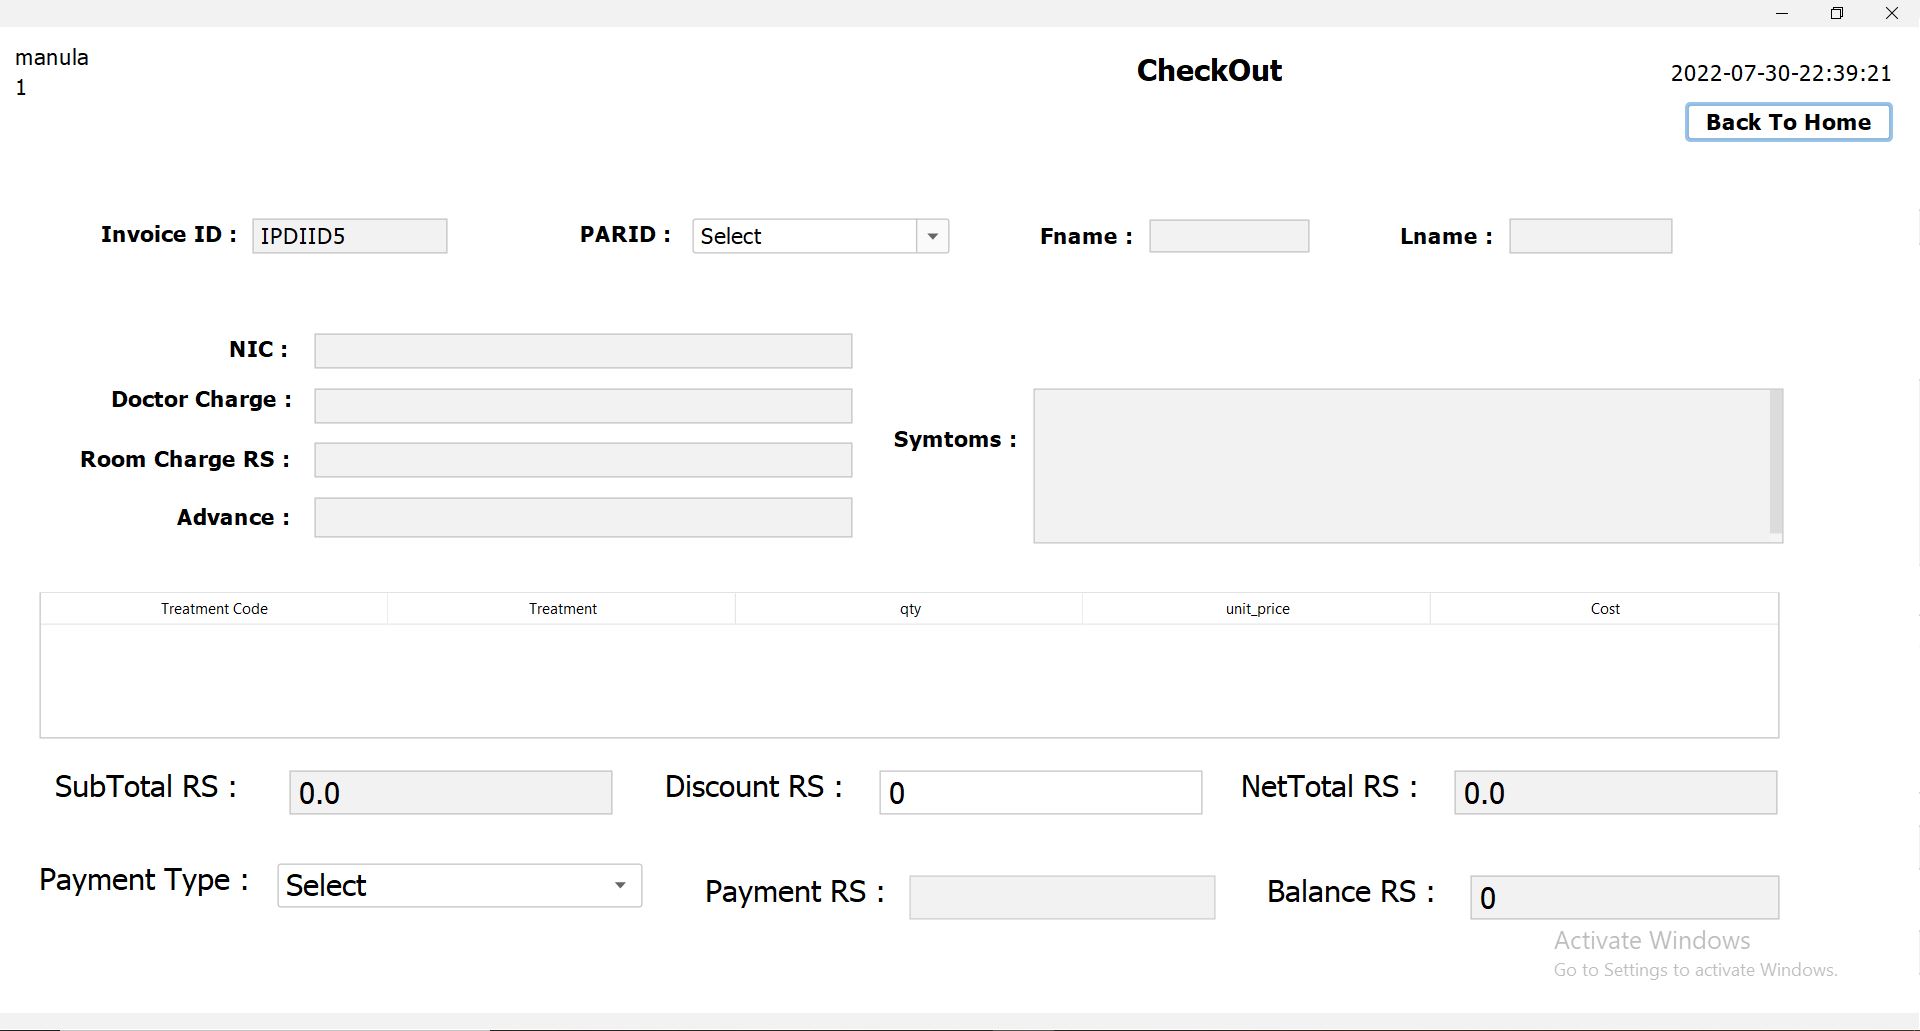 manula
1
CheckOut
2022-07-30-22:39:21
Back To Home
Invoice ID : IPDIID5 PARID : Select Fname : Lname :
NIC :
Doctor Charge :
Room Charge RS :
Advance :
Symtoms :
Treatment Code Treatment qty unit_price Cost
SubTotal RS : 0.0 Discount RS : 0 NetTotal RS : 0.0
Payment Type : Select Payment RS : Balance RS : 0
Activate Windows
Go to Settings to activate Windows.